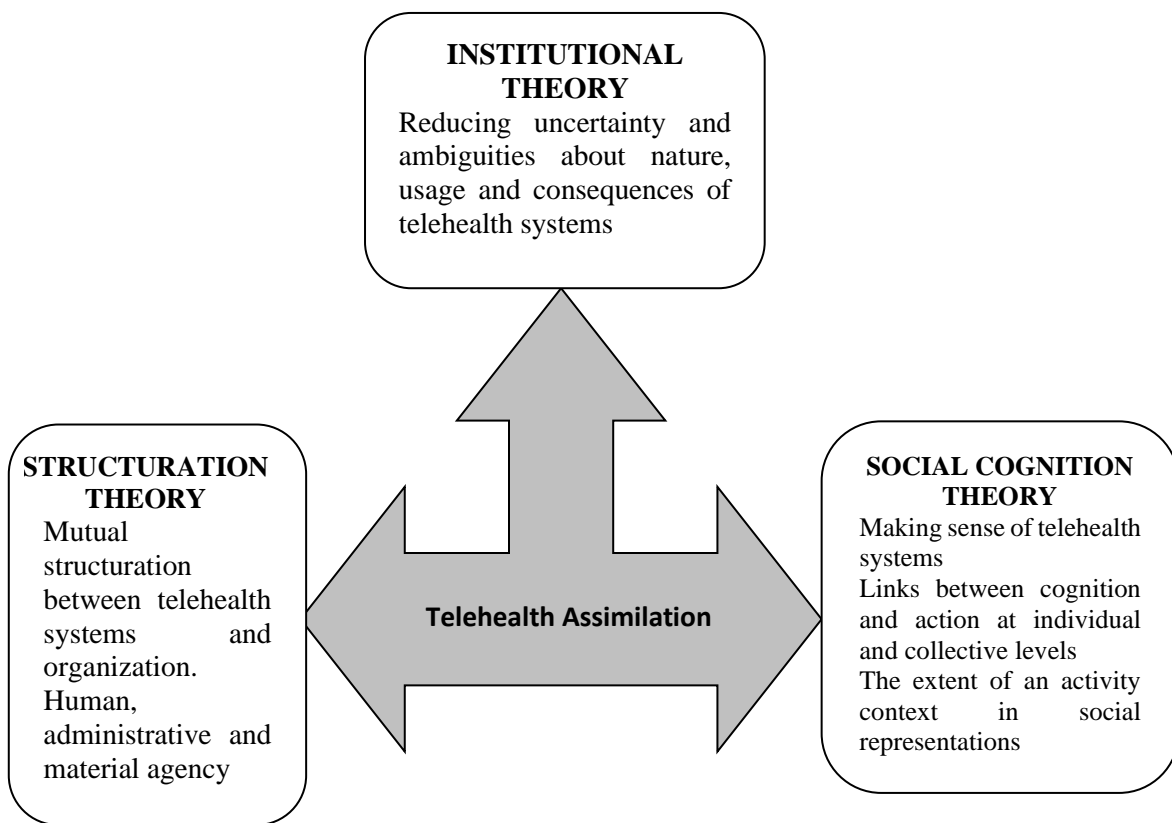 INSTITUTIONAL
THEORY
Reducing uncertainty and
ambiguities about nature,
usage and consequences of
telehealth systems
STRUCTURATION
THEORY
Mutual
structuration
between telehealth
systems and
organization.
Human,
administrative and
material agency
Telehealth Assimilation
SOCIAL COGNITION
THEORY
Making sense of telehealth
systems
Links between cognition
and action at individual
and collective levels
The extent of an activity
context in social
representations